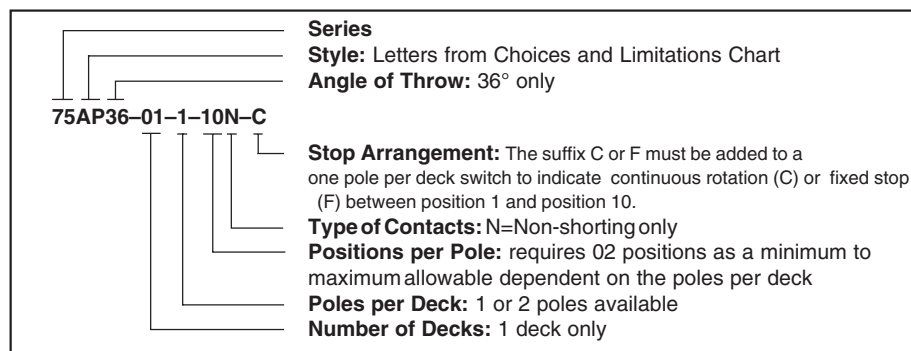 Series
Style: Letters from Choices and Limitations Chart
Angle of Throw: 36° only
75AP36–01–1–10N–C
Stop Arrangement: The suffix C or F must be added to a
one pole per deck switch to indicate continuous rotation (C) or fixed stop
(F) between position 1 and position 10.
Type of Contacts: N=Non-shorting only
Positions per Pole: requires 02 positions as a minimum to
maximum allowable dependent on the poles per deck
Poles per Deck: 1 or 2 poles available
Number of Decks: 1 deck only